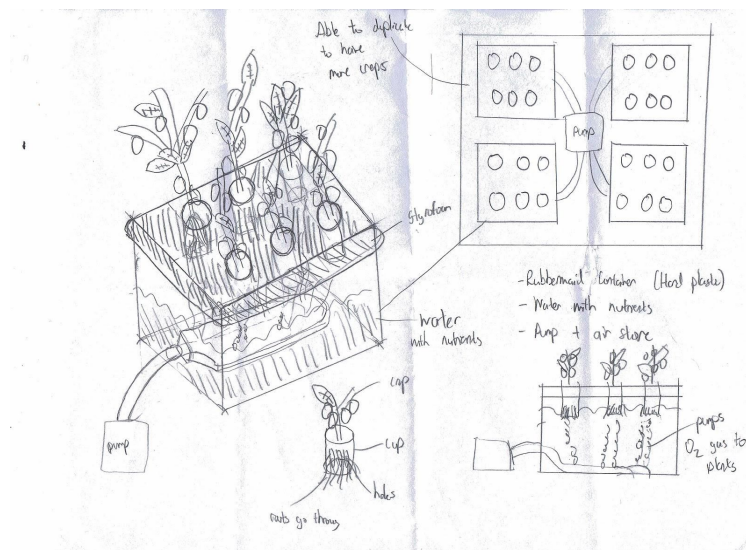 Able to duplicate
to have
more crops
pump
styrofoam
- Rubbermaid Container (Hard plastic)
- Water with nutrients
- Pump + air stone
water
with nutrients
crop
cup
holes
roots go through
pump
pumps
O2 gas to
plants